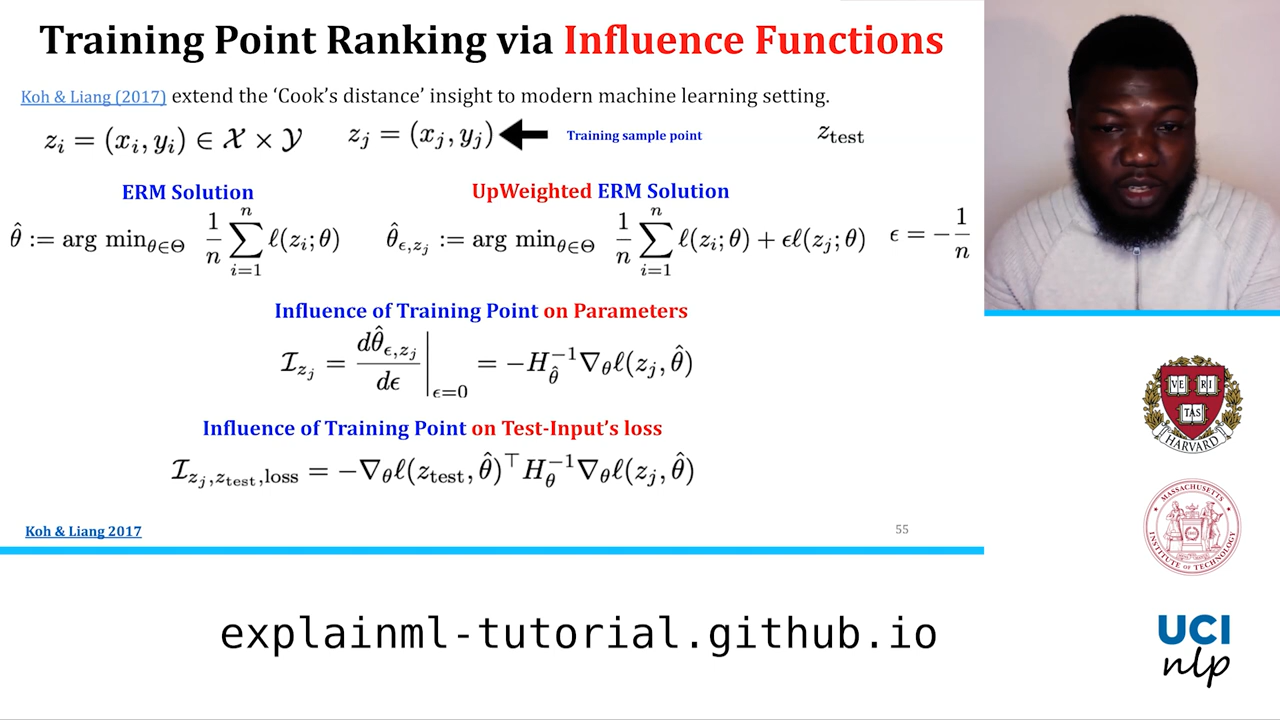 Training Point Ranking via Influence Functions
Koh & Liang (2017) extend the ‘Cook’s distance’ insight to modern machine learning setting.
z_i = (x_i, y_i) ∈ 𝒳 × 𝒴 z_j = (x_j, y_j) Training sample point z_test
ERM Solution UpWeighted ERM Solution
θ̂ := arg min_{θ∈Θ} 1/n ∑_{i=1}^{n} ℓ(z_i; θ) θ̂_{ϵ,z_j} := arg min_{θ∈Θ} 1/n ∑_{i=1}^{n} ℓ(z_i; θ) + ϵℓ(z_j; θ) ϵ = −1/n
Influence of Training Point on Parameters
ℐ_{z_j} = dθ̂_{ϵ,z_j}/dϵ |_{ϵ=0} = −H_θ̂^{−1} ∇_θ ℓ(z_j, θ̂)
Influence of Training Point on Test-Input’s loss
ℐ_{z_j,z_test,loss} = −∇_θ ℓ(z_test, θ̂)^⊤ H_θ̂^{−1} ∇_θ ℓ(z_j, θ̂)
Koh & Liang 2017
55
explainml-tutorial.github.io
VE RI TAS
HARVARD
MASSACHUSETTS INSTITUTE OF TECHNOLOGY
UCI
nlp